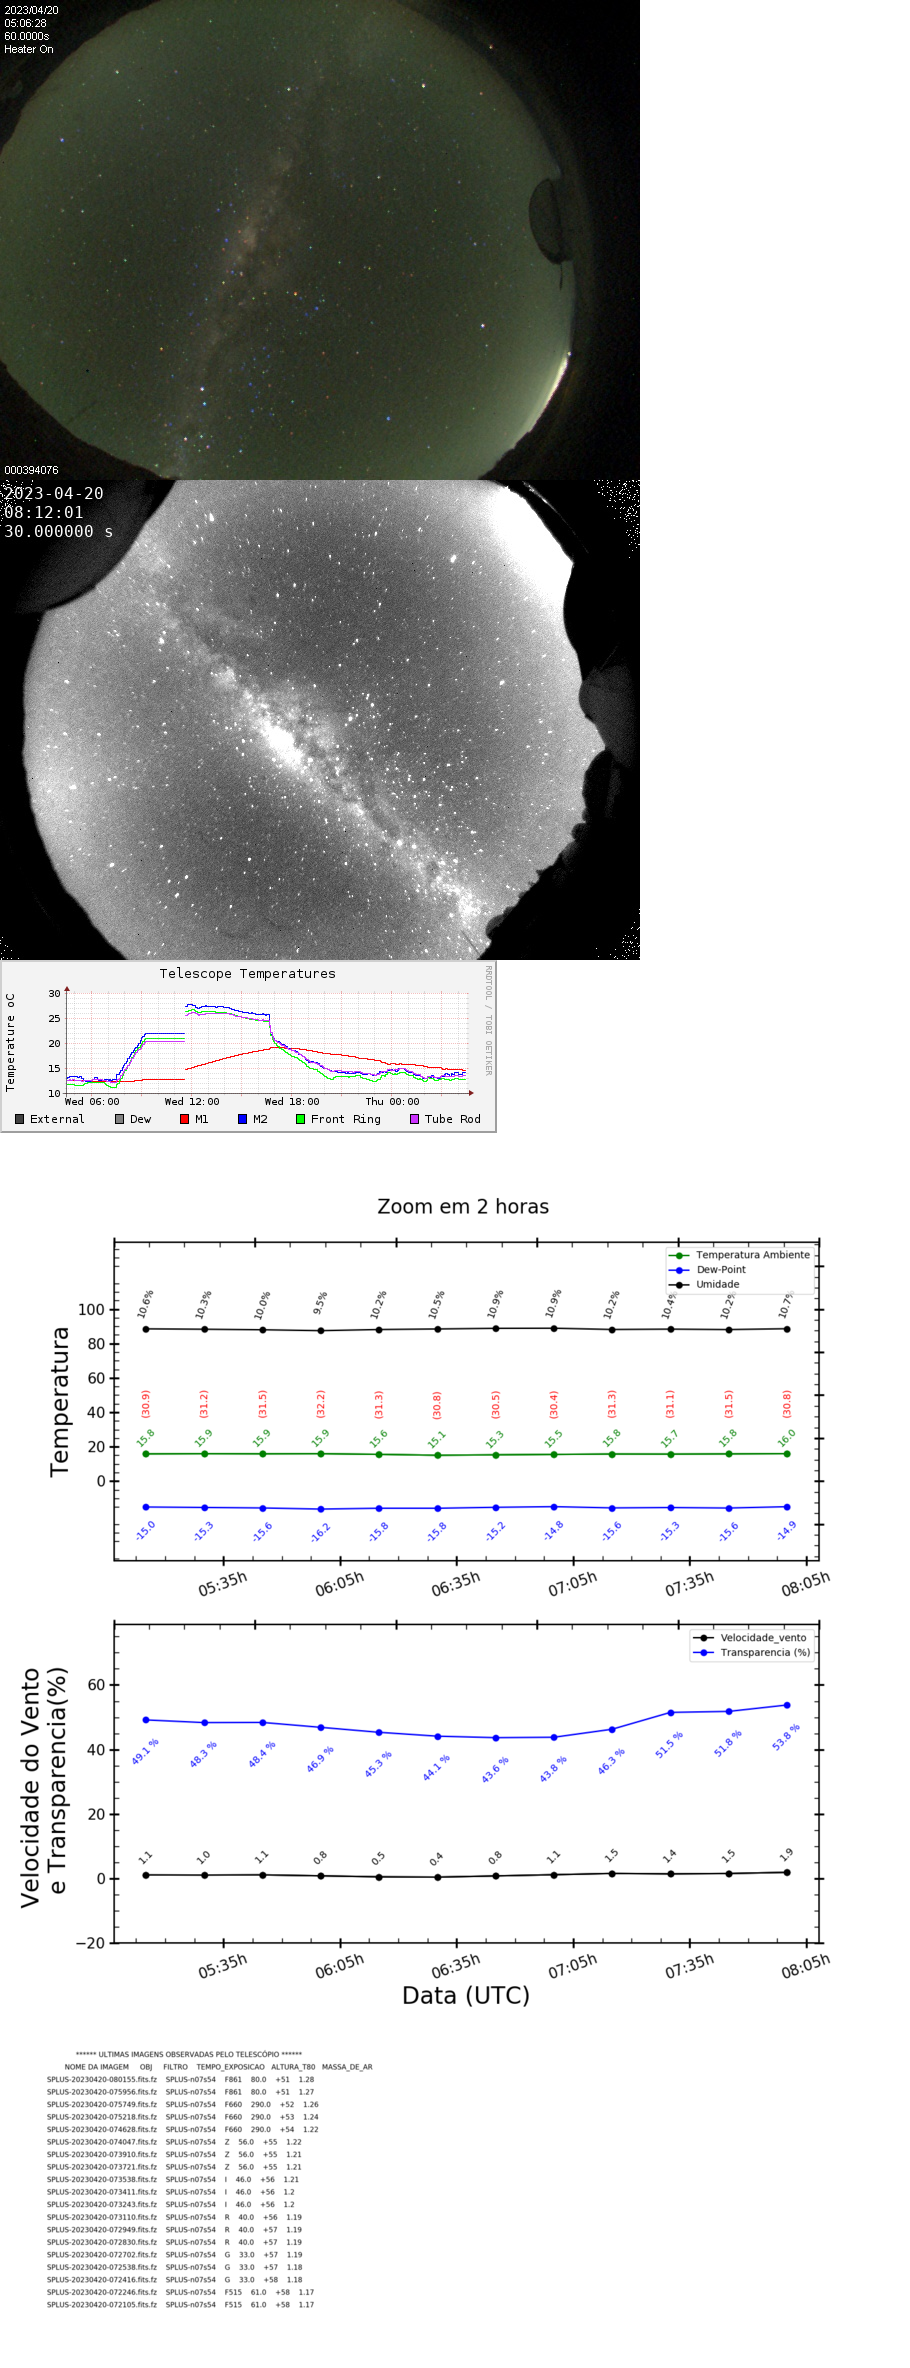 2023/04/20
05:06:28
60.0000s
Heater On
000394076
2023-04-20
08:12:01
30.000000 s
Telescope Temperatures
RRDTOOL / TOBI OETIKER
Temperature oC
30
25
20
15
10
Wed 06:00 Wed 12:00 Wed 18:00 Thu 00:00
External Dew M1 M2 Front Ring Tube Rod
Zoom em 2 horas
Temperatura Ambiente
Dew-Point
Umidade
Temperatura
100
80
60
40
20
0
10.6% 10.3% 10.0% 9.5% 10.2% 10.5% 10.9% 10.9% 10.2% 10.4% 10.2% 10.7%
(30.9) (31.2) (31.5) (32.2) (31.3) (30.8) (30.5) (30.4) (31.3) (31.1) (31.5) (30.8)
15.8 15.9 15.9 15.9 15.6 15.1 15.3 15.5 15.8 15.7 15.8 16.0
-15.0 -15.3 -15.6 -16.2 -15.8 -15.8 -15.2 -14.8 -15.6 -15.3 -15.6 -14.9
05:35h 06:05h 06:35h 07:05h 07:35h 08:05h
Velocidade_vento
Transparencia (%)
Velocidade do Vento
e Transparencia(%)
60
40
20
0
−20
49.1 % 48.3 % 48.4 % 46.9 % 45.3 % 44.1 % 43.6 % 43.8 % 46.3 % 51.5 % 51.8 % 53.8 %
1.1 1.0 1.1 0.8 0.5 0.4 0.8 1.1 1.5 1.4 1.5 1.9
05:35h 06:05h 06:35h 07:05h 07:35h 08:05h
Data (UTC)
****** ULTIMAS IMAGENS OBSERVADAS PELO TELESCÓPIO ******
NOME DA IMAGEM OBJ FILTRO TEMPO_EXPOSICAO ALTURA_T80 MASSA_DE_AR
SPLUS-20230420-080155.fits.fz SPLUS-n07s54 F861 80.0 +51 1.28
SPLUS-20230420-075956.fits.fz SPLUS-n07s54 F861 80.0 +51 1.27
SPLUS-20230420-075749.fits.fz SPLUS-n07s54 F660 290.0 +52 1.26
SPLUS-20230420-075218.fits.fz SPLUS-n07s54 F660 290.0 +53 1.24
SPLUS-20230420-074628.fits.fz SPLUS-n07s54 F660 290.0 +54 1.22
SPLUS-20230420-074047.fits.fz SPLUS-n07s54 Z 56.0 +55 1.22
SPLUS-20230420-073910.fits.fz SPLUS-n07s54 Z 56.0 +55 1.21
SPLUS-20230420-073721.fits.fz SPLUS-n07s54 Z 56.0 +55 1.21
SPLUS-20230420-073538.fits.fz SPLUS-n07s54 I 46.0 +56 1.21
SPLUS-20230420-073411.fits.fz SPLUS-n07s54 I 46.0 +56 1.2
SPLUS-20230420-073243.fits.fz SPLUS-n07s54 I 46.0 +56 1.2
SPLUS-20230420-073110.fits.fz SPLUS-n07s54 R 40.0 +56 1.19
SPLUS-20230420-072949.fits.fz SPLUS-n07s54 R 40.0 +57 1.19
SPLUS-20230420-072830.fits.fz SPLUS-n07s54 R 40.0 +57 1.19
SPLUS-20230420-072702.fits.fz SPLUS-n07s54 G 33.0 +57 1.19
SPLUS-20230420-072538.fits.fz SPLUS-n07s54 G 33.0 +57 1.18
SPLUS-20230420-072416.fits.fz SPLUS-n07s54 G 33.0 +58 1.18
SPLUS-20230420-072246.fits.fz SPLUS-n07s54 F515 61.0 +58 1.17
SPLUS-20230420-072105.fits.fz SPLUS-n07s54 F515 61.0 +58 1.17